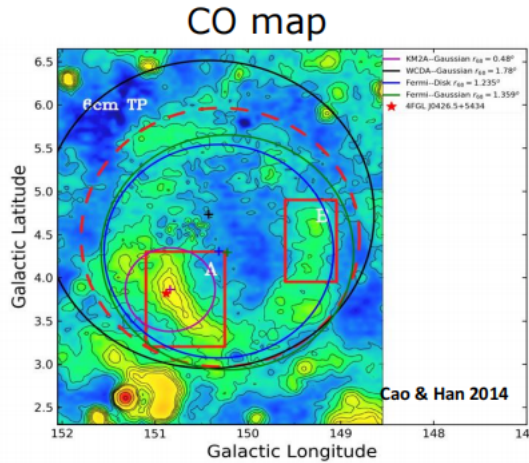 CO map
KM2A--Gaussian r68 = 0.48°
WCDA--Gaussian r68 = 1.78°
Fermi--Disk r68 = 1.235°
Fermi--Gaussian r68 = 1.359°
4FGL J0426.5+5434
6cm TP
B
A
Cao & Han 2014
6.5
6.0
5.5
5.0
4.5
4.0
3.5
3.0
2.5
Galactic Latitude
152 151 150 149 148 14
Galactic Longitude